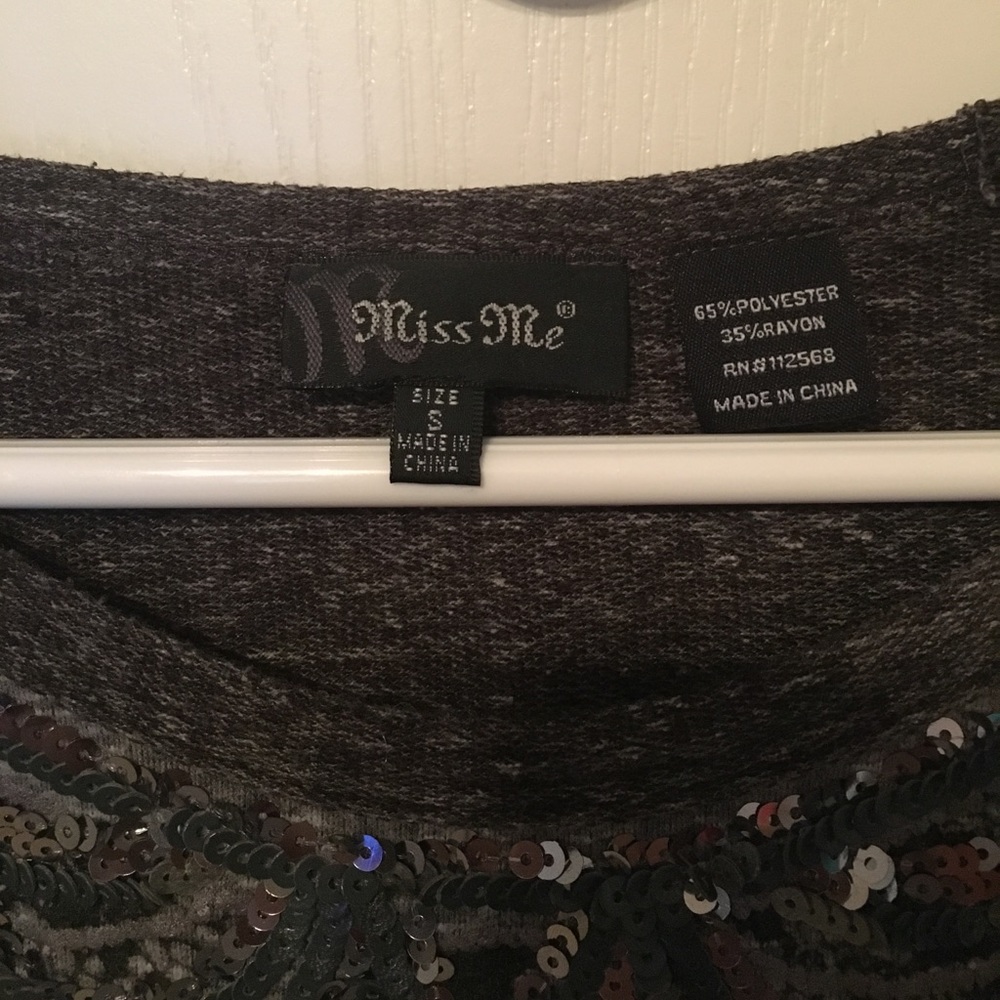 Miss Me®
SIZE
S
MADE IN
CHINA
65%POLYESTER
35%RAYON
RN#112568
MADE IN CHINA